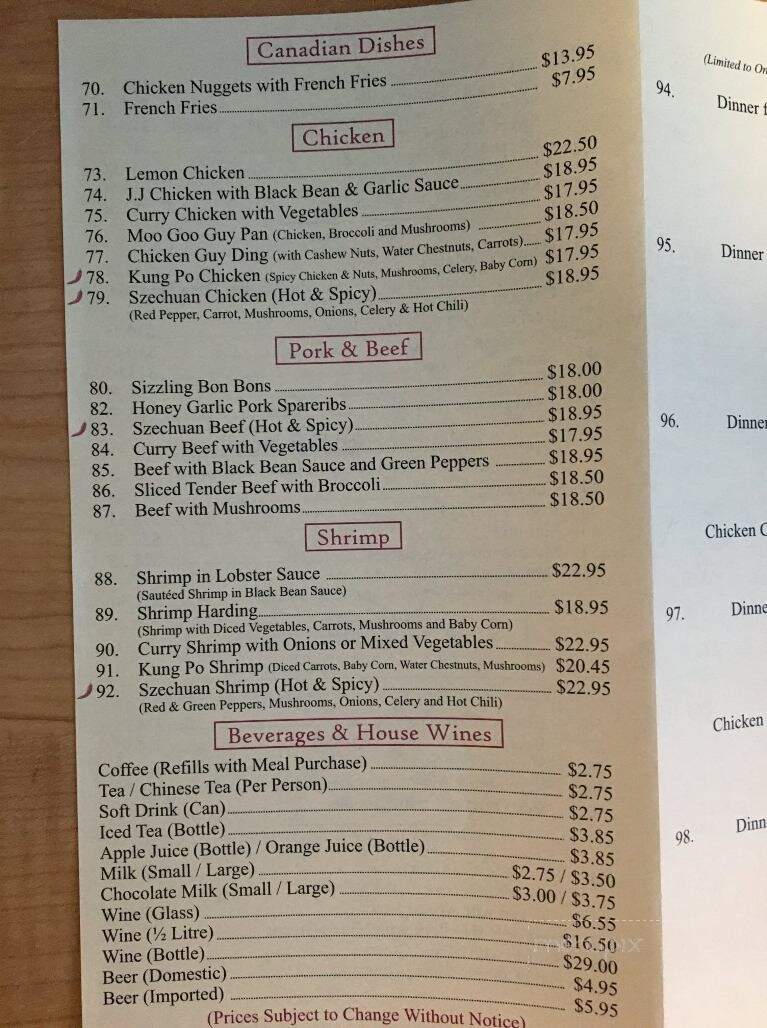 Canadian Dishes
70. Chicken Nuggets with French Fries $13.95
71. French Fries $7.95
Chicken
73. Lemon Chicken $22.50
74. J.J Chicken with Black Bean & Garlic Sauce $18.95
75. Curry Chicken with Vegetables $17.95
76. Moo Goo Guy Pan (Chicken, Broccoli and Mushrooms) $18.50
77. Chicken Guy Ding (with Cashew Nuts, Water Chestnuts, Carrots) $17.95
78. Kung Po Chicken (Spicy Chicken & Nuts, Mushrooms, Celery, Baby Corn) $17.95
79. Szechuan Chicken (Hot & Spicy) $18.95
(Red Pepper, Carrot, Mushrooms, Onions, Celery & Hot Chili)
Pork & Beef
80. Sizzling Bon Bons $18.00
82. Honey Garlic Pork Spareribs $18.00
83. Szechuan Beef (Hot & Spicy) $18.95
84. Curry Beef with Vegetables $17.95
85. Beef with Black Bean Sauce and Green Peppers $18.95
86. Sliced Tender Beef with Broccoli $18.50
87. Beef with Mushrooms $18.50
Shrimp
88. Shrimp in Lobster Sauce $22.95
(Sautéed Shrimp in Black Bean Sauce)
89. Shrimp Harding $18.95
(Shrimp with Diced Vegetables, Carrots, Mushrooms and Baby Corn)
90. Curry Shrimp with Onions or Mixed Vegetables $22.95
91. Kung Po Shrimp (Diced Carrots, Baby Corn, Water Chestnuts, Mushrooms) $20.45
92. Szechuan Shrimp (Hot & Spicy) $22.95
(Red & Green Peppers, Mushrooms, Onions, Celery and Hot Chili)
Beverages & House Wines
Coffee (Refills with Meal Purchase) $2.75
Tea / Chinese Tea (Per Person) $2.75
Soft Drink (Can) $2.75
Iced Tea (Bottle) $3.85
Apple Juice (Bottle) / Orange Juice (Bottle) $3.85
Milk (Small / Large) $2.75 / $3.50
Chocolate Milk (Small / Large) $3.00 / $3.75
Wine (Glass) $6.55
Wine (½ Litre) $16.50
Wine (Bottle) $29.00
Beer (Domestic) $4.95
Beer (Imported) $5.95
(Prices Subject to Change Without Notice)
(Limited to On
94. Dinner f
95. Dinner
96. Dinne
Chicken C
97. Dinne
Chicken
98. Dinn